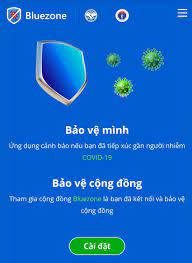 Bluezone
Bảo vệ mình
Ứng dụng cảnh báo nếu bạn đã tiếp xúc gần người nhiễm
COVID-19
Bảo vệ cộng đồng
Tham gia cộng đồng Bluezone là bạn đã kết nối và bảo vệ
cộng đồng
Cài đặt